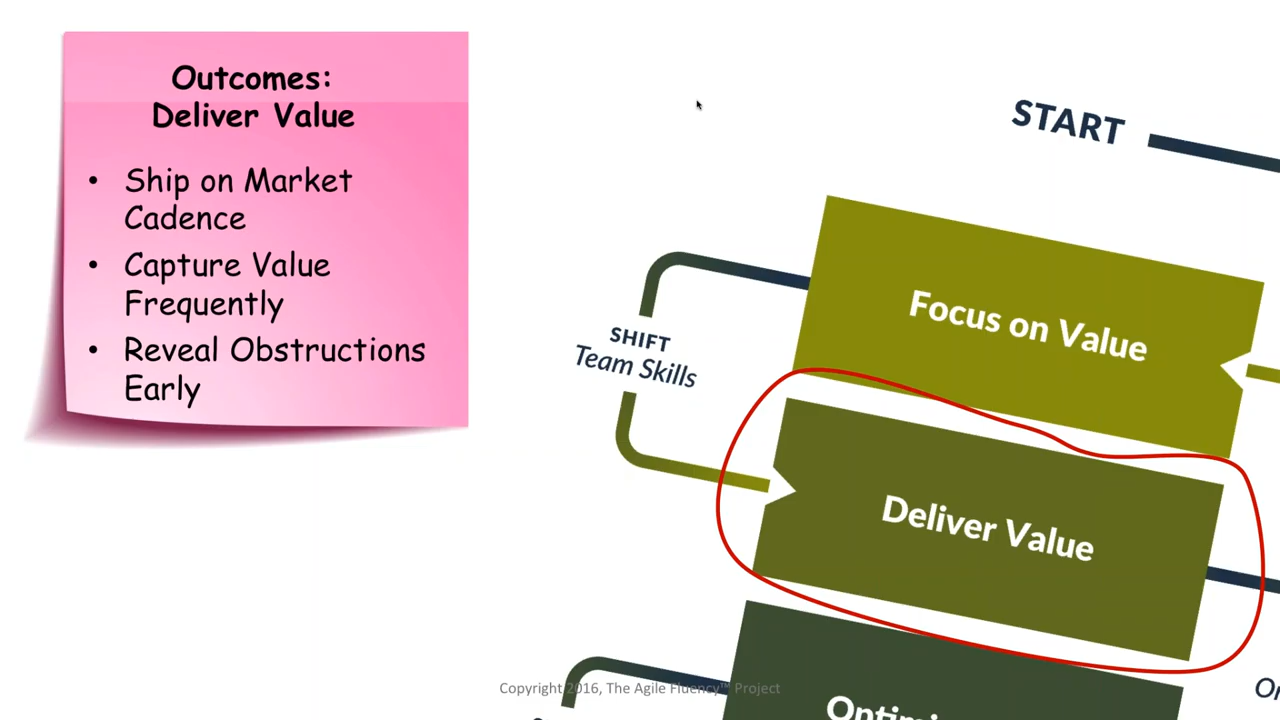 Outcomes:
Deliver Value
• Ship on Market
Cadence
• Capture Value
Frequently
• Reveal Obstructions
Early
START
Focus on Value
SHIFT
Team Skills
Deliver Value
Copyright 2016, The Agile Fluency™ Project